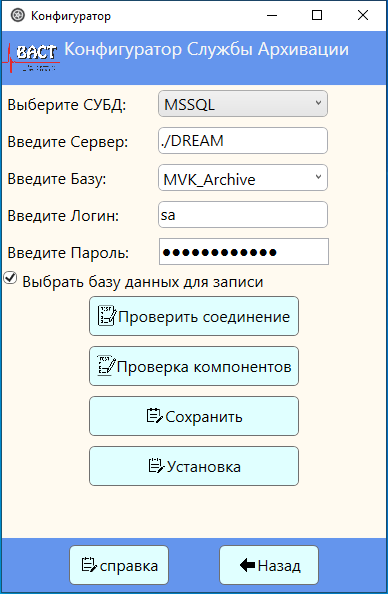 Конфигуратор
ВАСТ
Конфигуратор Службы Архивации
Выберите СУБД: MSSQL
Введите Сервер: ./DREAM
Введите Базу: MVK_Archive
Введите Логин: sa
Введите Пароль: ●●●●●●●●●●●●
Выбрать базу данных для записи
Проверить соединение
Проверка компонентов
Сохранить
Установка
справка
Назад